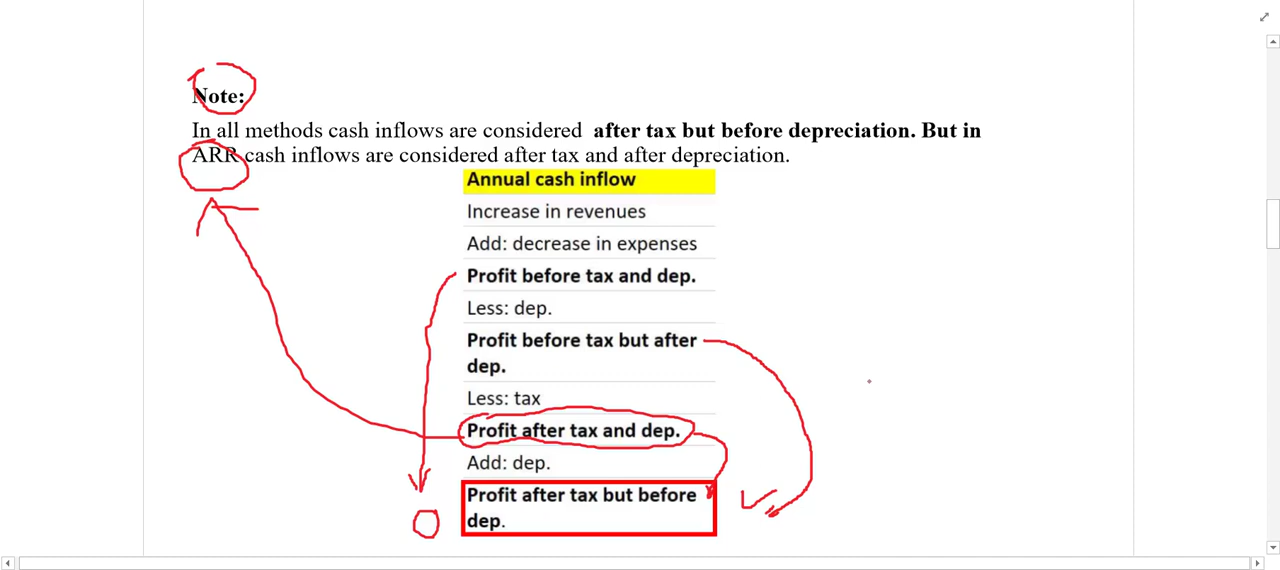 Note:
In all methods cash inflows are considered after tax but before depreciation. But in
ARR cash inflows are considered after tax and after depreciation.
Annual cash inflow
Increase in revenues
Add: decrease in expenses
Profit before tax and dep.
Less: dep.
Profit before tax but after
dep.
Less: tax
Profit after tax and dep.
Add: dep.
Profit after tax but before
dep.